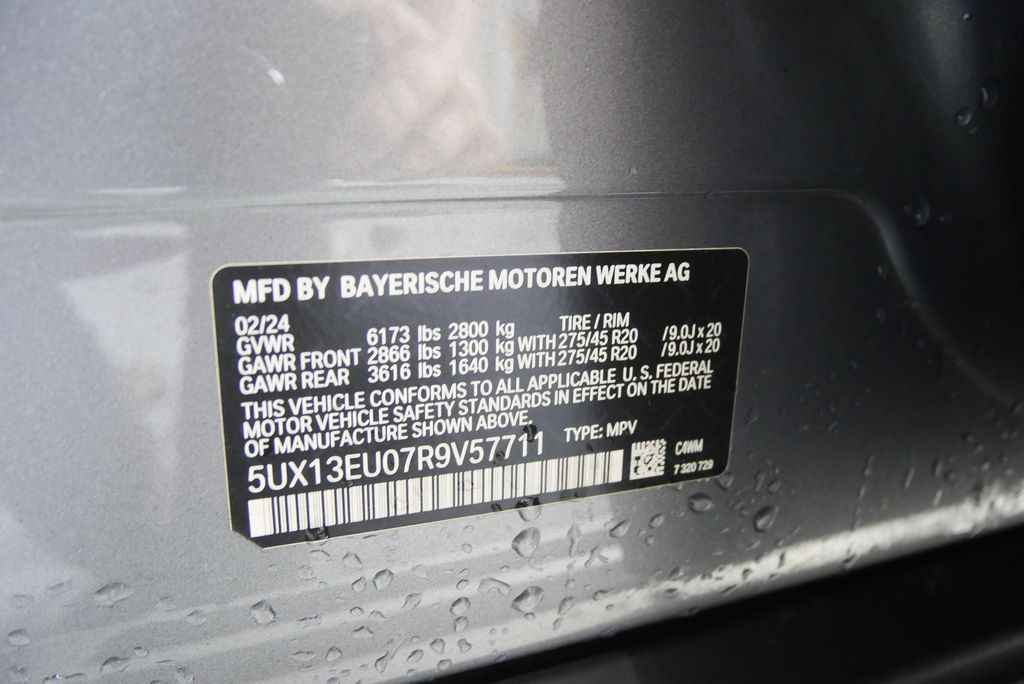 MFD BY BAYERISCHE MOTOREN WERKE AG
02/24 TIRE / RIM
GVWR 6173 lbs 2800 kg
GAWR FRONT 2866 lbs 1300 kg WITH 275/45 R20 /9.0J x 20
GAWR REAR 3616 lbs 1640 kg WITH 275/45 R20 /9.0J x 20
THIS VEHICLE CONFORMS TO ALL APPLICABLE U. S. FEDERAL
MOTOR VEHICLE SAFETY STANDARDS IN EFFECT ON THE DATE
OF MANUFACTURE SHOWN ABOVE.
5UX13EU07R9V57711 TYPE: MPV
C4WM
7 320 729